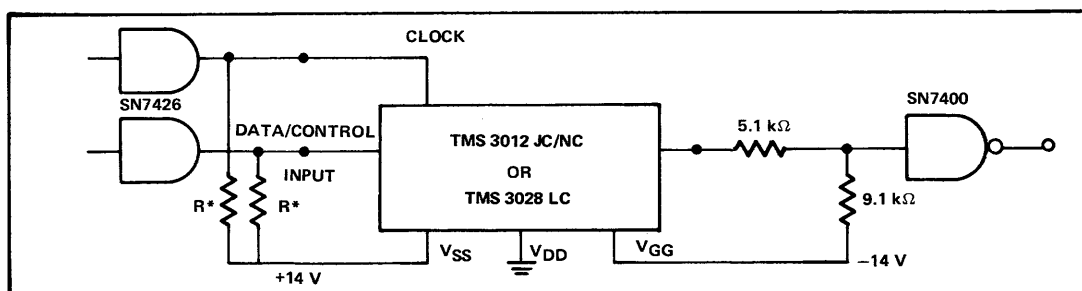 CLOCK
SN7426
SN7400
DATA/CONTROL
INPUT
TMS 3012 JC/NC
OR
TMS 3028 LC
5.1 kΩ
9.1 kΩ
R*
R*
VSS
VDD
VGG
+14 V
−14 V